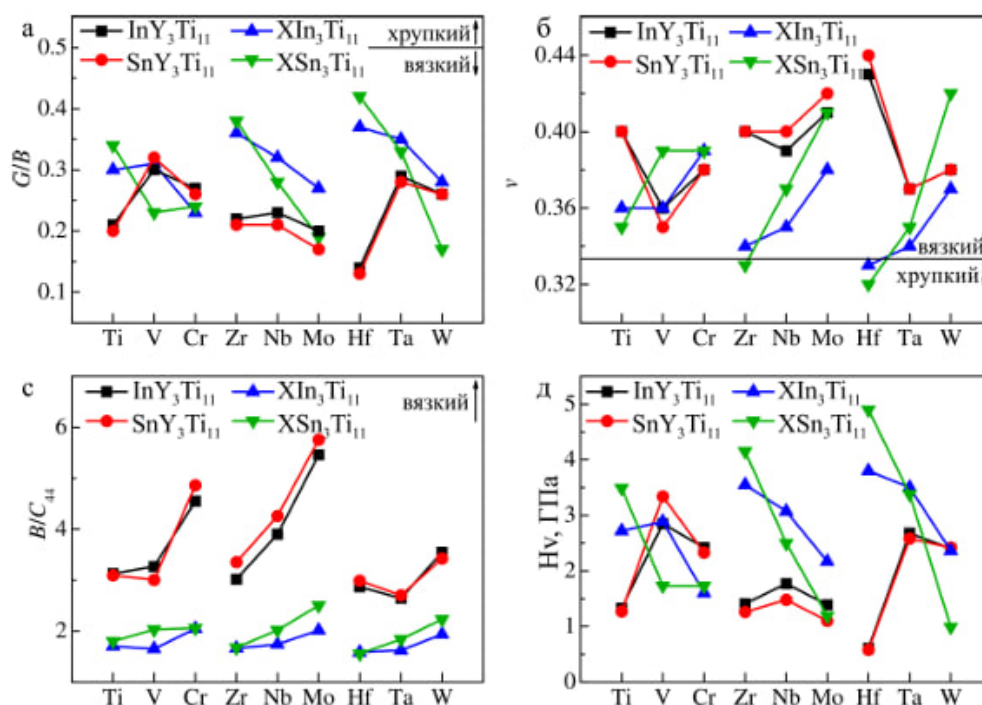 а
InY₃Ti₁₁
XIn₃Ti₁₁
SnY₃Ti₁₁
XSn₃Ti₁₁
хрупкий
вязкий
G/B
0.5
0.4
0.3
0.2
0.1
Ti V Cr Zr Nb Mo Hf Ta W
б
InY₃Ti₁₁
XIn₃Ti₁₁
SnY₃Ti₁₁
XSn₃Ti₁₁
ν
0.44
0.40
0.36
0.32
вязкий
хрупкий
Ti V Cr Zr Nb Mo Hf Ta W
с
InY₃Ti₁₁
XIn₃Ti₁₁
SnY₃Ti₁₁
XSn₃Ti₁₁
вязкий
B/C₄₄
6
4
2
Ti V Cr Zr Nb Mo Hf Ta W
д
InY₃Ti₁₁
XIn₃Ti₁₁
SnY₃Ti₁₁
XSn₃Ti₁₁
Hv, ГПа
5
4
3
2
1
0
Ti V Cr Zr Nb Mo Hf Ta W